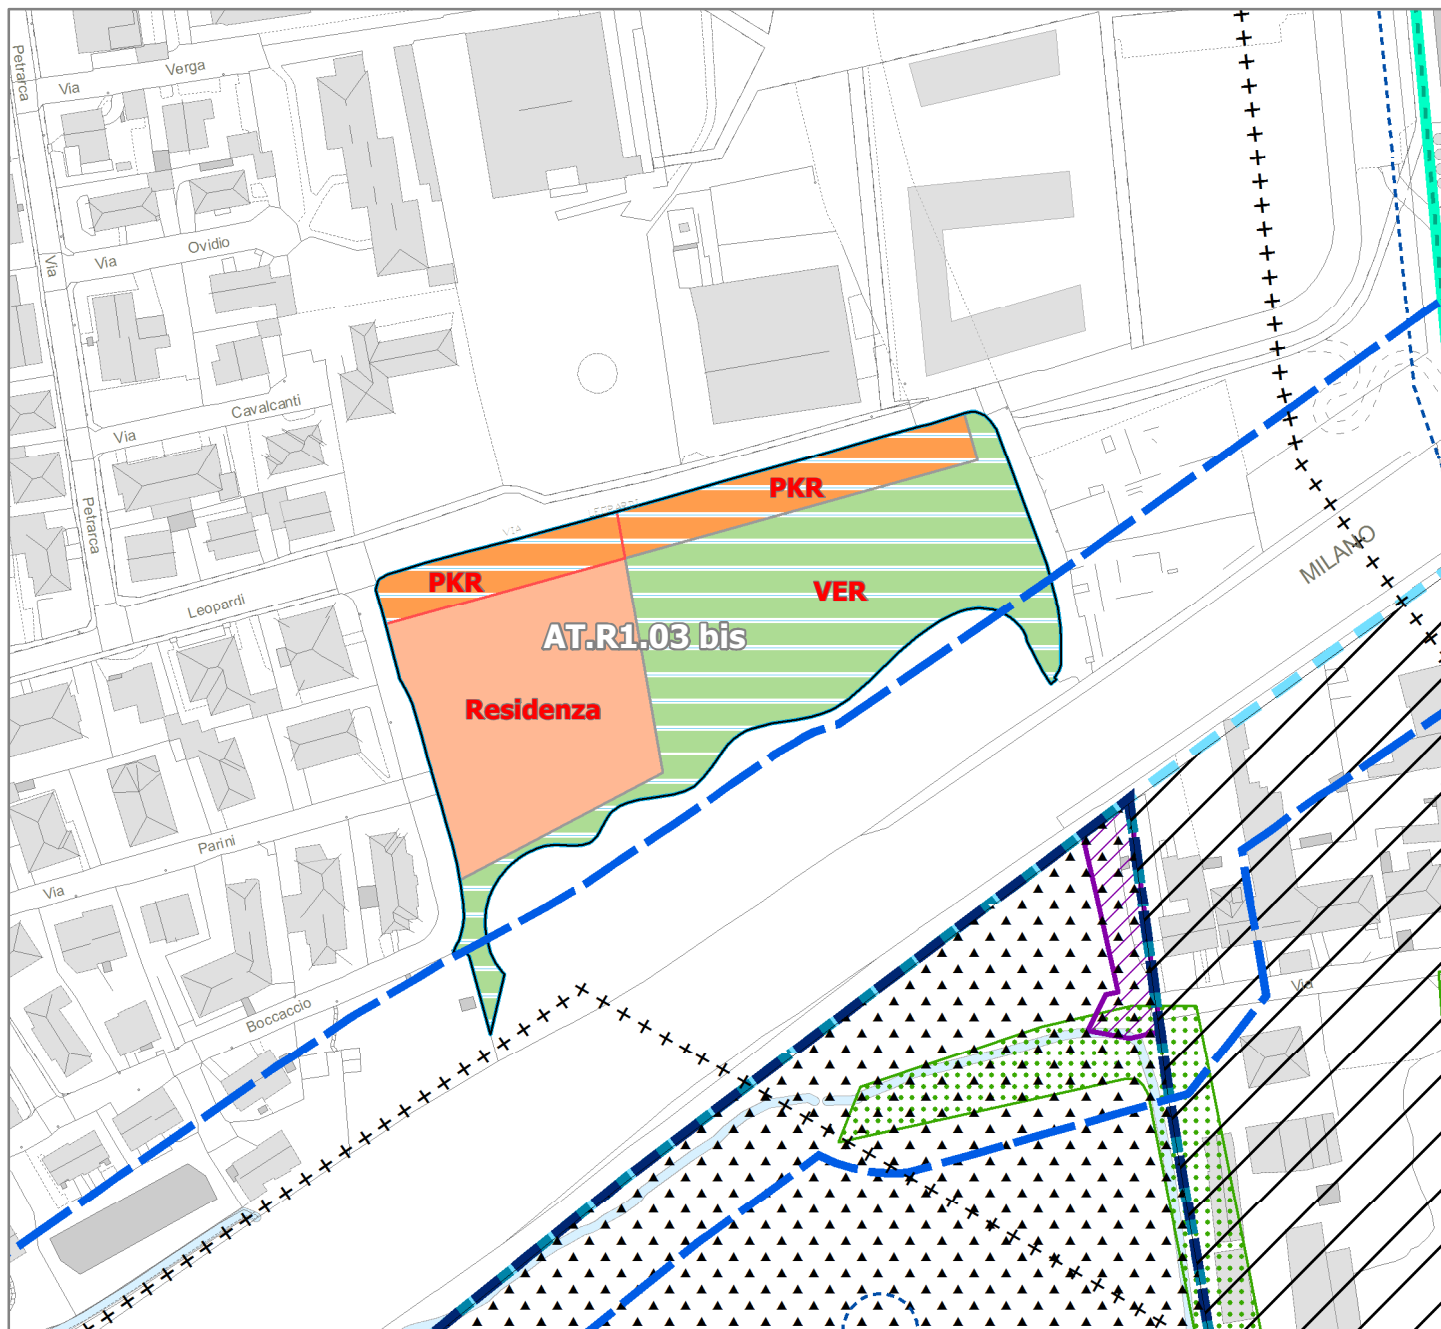 Petrarca
Via
Verga
Via
Via
Ovidio
Via
Cavalcanti
Petrarca
Leopardi
VIA
PKR
PKR
VER
AT.R1.03 bis
Residenza
MILANO
Via
Parini
Boccaccio
Via